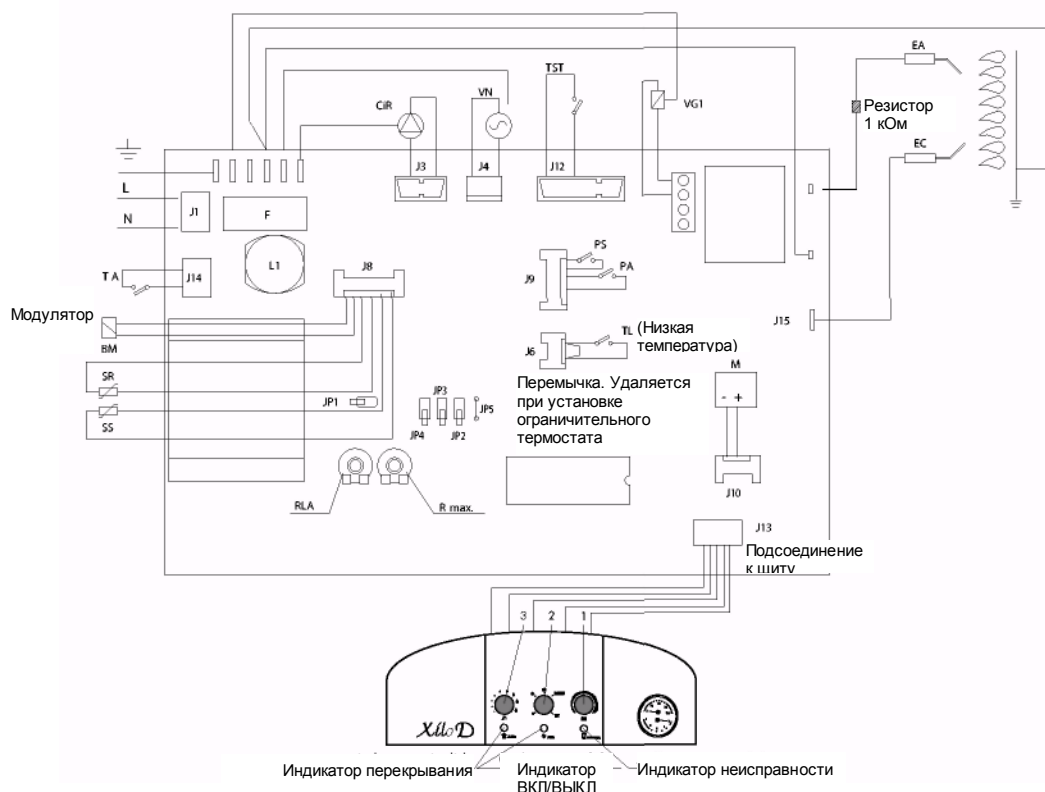 TST
EA
CiR
VN
VG1
Резистор
1 кОм
EC
J3
J4
J12
L
N
J1
F
L1
J14
T A
J8
J9
PS
PA
Модулятор
BM
J6
TL
(Низкая
температура)
J15
SR
SS
JP1
JP3
JP4
JP2
JP5
Перемычка. Удаляется
при установке
ограничительного
термостата
M
- +
J10
RLA
R max.
J13
Подсоединение
к щиту
3 2 1
Xilo D
Индикатор перекрывания
Индикатор
ВКЛ/ВЫКЛ
Индикатор неисправности